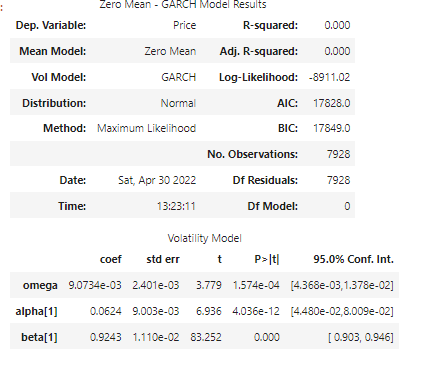 :
Zero Mean - GARCH Model Results
Dep. Variable: Price R-squared: 0.000
Mean Model: Zero Mean Adj. R-squared: 0.000
Vol Model: GARCH Log-Likelihood: -8911.02
Distribution: Normal AIC: 17828.0
Method: Maximum Likelihood BIC: 17849.0
No. Observations: 7928
Date: Sat, Apr 30 2022 Df Residuals: 7928
Time: 13:23:11 Df Model: 0
Volatility Model
coef std err t P>|t| 95.0% Conf. Int.
omega 9.0734e-03 2.401e-03 3.779 1.574e-04 [4.368e-03,1.378e-02]
alpha[1] 0.0624 9.003e-03 6.936 4.036e-12 [4.480e-02,8.009e-02]
beta[1] 0.9243 1.110e-02 83.252 0.000 [ 0.903, 0.946]